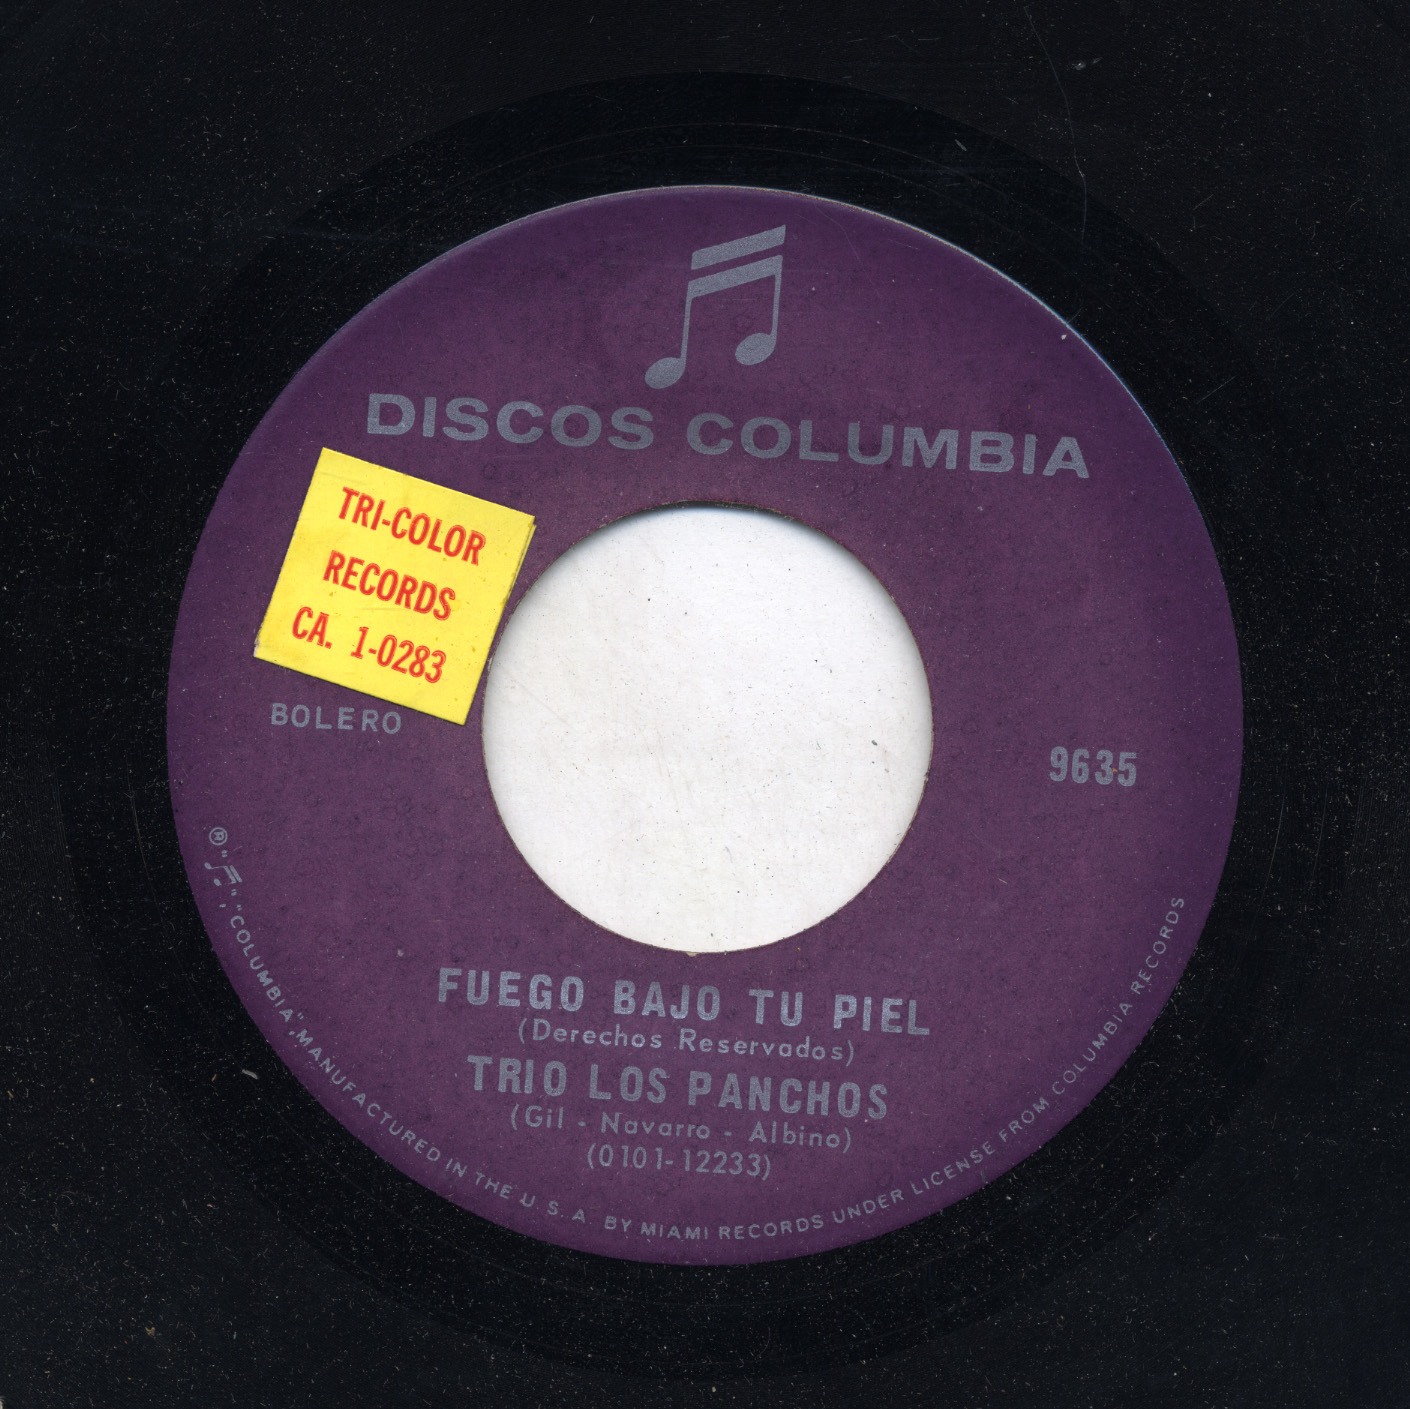 DISCOS COLUMBIA
TRI-COLOR
RECORDS
CA. 1-0283
BOLERO
9635
FUEGO BAJO TU PIEL
(Derechos Reservados)
TRIO LOS PANCHOS
(Gil - Navarro - Albino)
(0101-12233)
® "♫", "COLUMBIA," MANUFACTURED IN THE U. S. A. BY MIAMI RECORDS UNDER LICENSE FROM COLUMBIA RECORDS